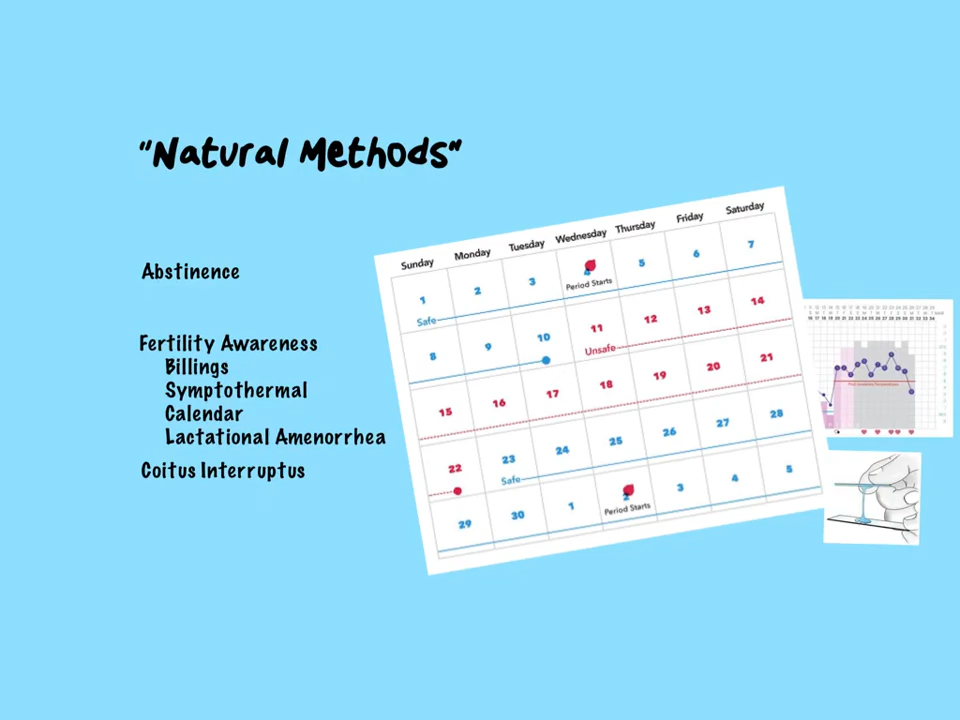 "Natural Methods"
Abstinence
Fertility Awareness
Billings
Symptothermal
Calendar
Lactational Amenorrhea
Coitus Interruptus
Sunday Monday Tuesday Wednesday Thursday Friday Saturday
1 2 3 4 5 6 7
Period Starts
Safe
8 9 10 11 12 13 14
Unsafe
15 16 17 18 19 20 21
22 23 24 25 26 27 28
Safe
29 30 1 2 3 4 5
Period Starts